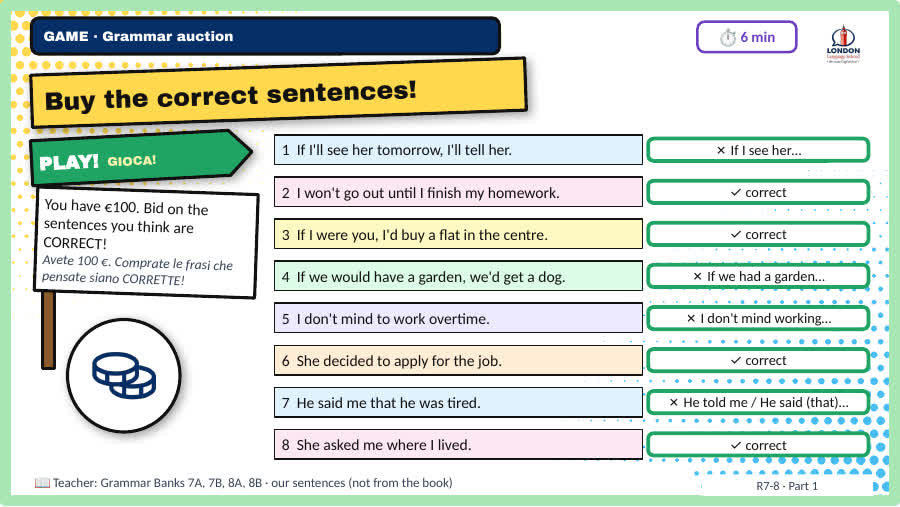 GAME · Grammar auction
⏱️ 6 min
LONDON
Language School
Buy the correct sentences!
PLAY! GIOCA!
You have €100. Bid on the
sentences you think are
CORRECT!
Avete 100 €. Comprate le frasi che
pensate siano CORRETTE!
1 If I'll see her tomorrow, I'll tell her.
✕ If I see her...
2 I won't go out until I finish my homework.
✓ correct
3 If I were you, I'd buy a flat in the centre.
✓ correct
4 If we would have a garden, we'd get a dog.
✕ If we had a garden...
5 I don't mind to work overtime.
✕ I don't mind working...
6 She decided to apply for the job.
✓ correct
7 He said me that he was tired.
✕ He told me / He said (that)...
8 She asked me where I lived.
✓ correct
📖 Teacher: Grammar Banks 7A, 7B, 8A, 8B · our sentences (not from the book)
R7-8 · Part 1